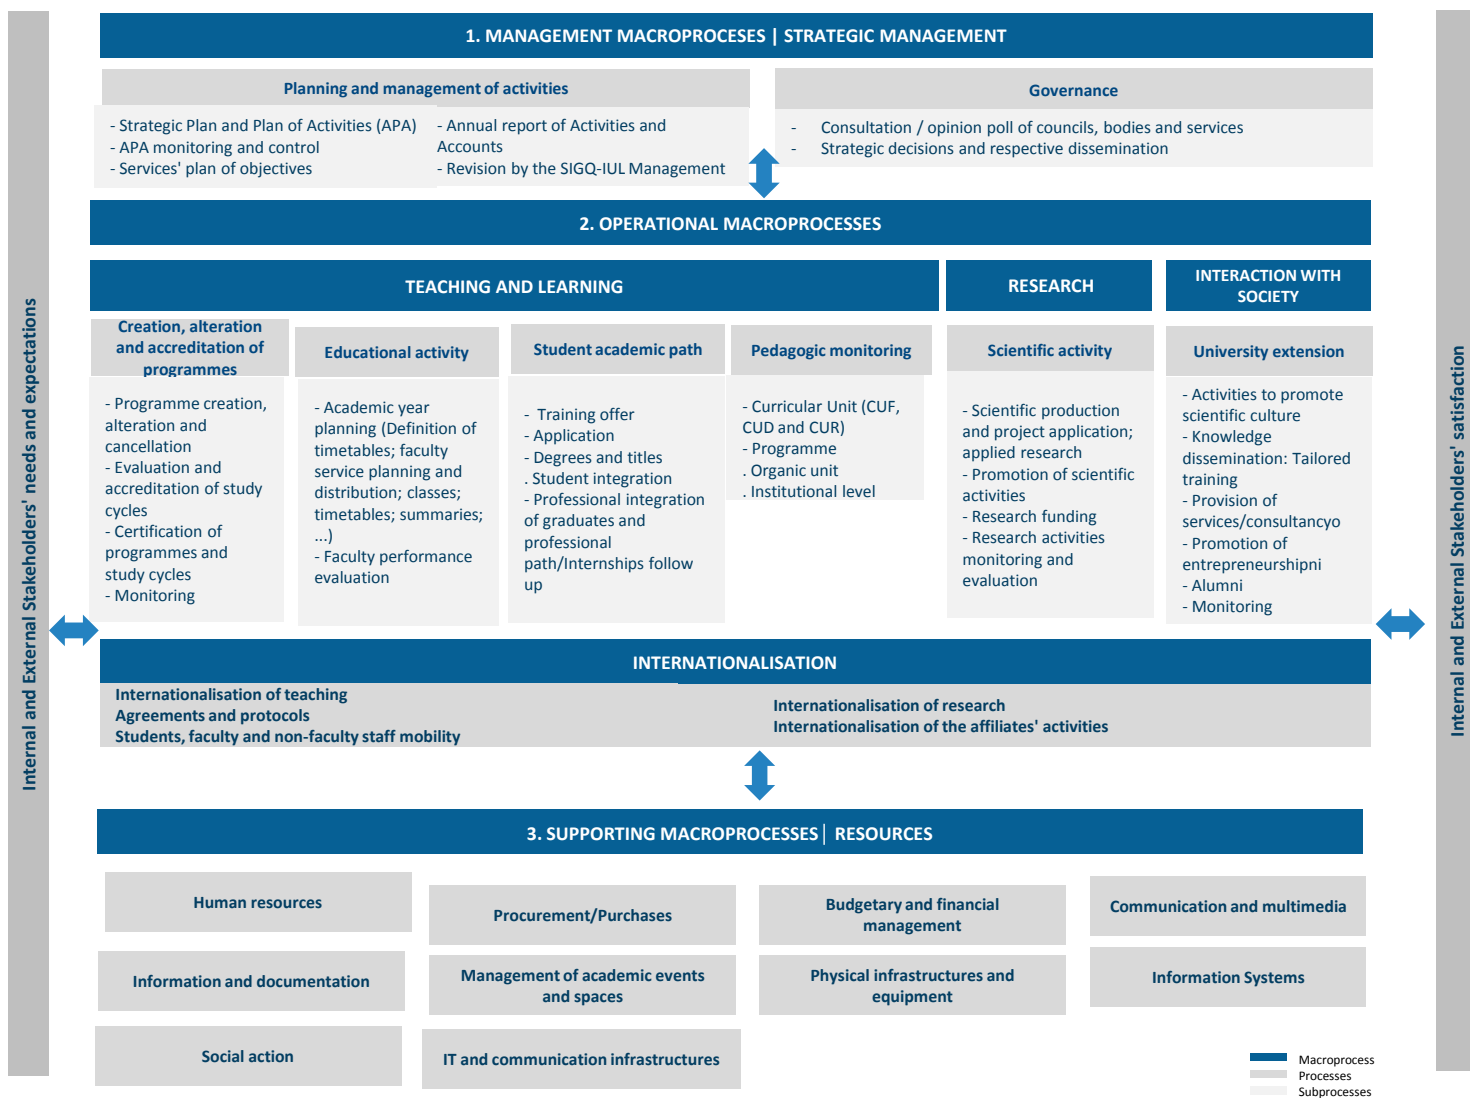 1. MANAGEMENT MACROPROCESES | STRATEGIC MANAGEMENT
Planning and management of activities
- Strategic Plan and Plan of Activities (APA)
- APA monitoring and control
- Services' plan of objectives
- Annual report of Activities and
Accounts
- Revision by the SIGQ-IUL Management
Governance
- Consultation / opinion poll of councils, bodies and services
- Strategic decisions and respective dissemination
2. OPERATIONAL MACROPROCESSES
TEACHING AND LEARNING
Creation, alteration
and accreditation of
programmes
- Programme creation,
alteration and
cancellation
- Evaluation and
accreditation of study
cycles
- Certification of
programmes and
study cycles
- Monitoring
Educational activity
- Academic year
planning (Definition of
timetables; faculty
service planning and
distribution; classes;
timetables; summaries;
...)
- Faculty performance
evaluation
Student academic path
- Training offer
- Application
- Degrees and titles
. Student integration
- Professional integration
of graduates and
professional
path/Internships follow
up
Pedagogic monitoring
- Curricular Unit (CUF,
CUD and CUR)
- Programme
. Organic unit
. Institutional level
RESEARCH
Scientific activity
- Scientific production
and project application;
applied research
- Promotion of scientific
activities
- Research funding
- Research activities
monitoring and
evaluation
INTERACTION WITH
SOCIETY
University extension
- Activities to promote
scientific culture
- Knowledge
dissemination: Tailored
training
- Provision of
services/consultancyo
- Promotion of
entrepreneurshipni
- Alumni
- Monitoring
INTERNATIONALISATION
Internationalisation of teaching
Agreements and protocols
Students, faculty and non-faculty staff mobility
Internationalisation of research
Internationalisation of the affiliates' activities
3. SUPPORTING MACROPROCESSES| RESOURCES
Human resources
Procurement/Purchases
Budgetary and financial
management
Communication and multimedia
Information and documentation
Management of academic events
and spaces
Physical infrastructures and
equipment
Information Systems
Social action
IT and communication infrastructures
Macroprocess
Processes
Subprocesses
Internal and External Stakeholders' needs and expectations
Internal and External Stakeholders' satisfaction